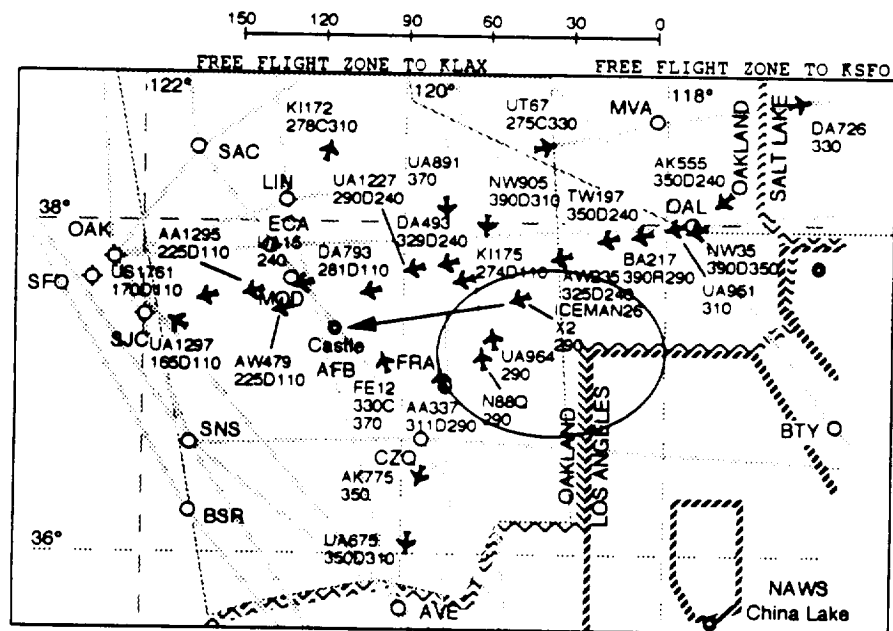 150 120 90 60 30 0
FREE FLIGHT ZONE TO KLAX
FREE FLIGHT ZONE TO KSFO
122°
120°
118°
KI172
278C310
UT67
275C330
MVA
OAKLAND
SALT LAKE
DA726
330
SAC
UA891
370
AK555
350D240
LIN
UA1227
290D240
NW905
390D310
TW197
350D240
38°
OAK
ECA
OAL
AA1295
225D110
240
DA493
329D240
SFO
US1761
170D110
DA793
281D110
KI175
274D110
BA217
390R290
NW35
390D350
AW235
325D240
UA951
310
MOD
ICEMAN26
X2
290
SJC
UA1297
165D110
AW479
225D110
Castle
AFB
FRA
UA964
290
FE12
330C
370
AA337
311D290
N88Q
290
SNS
OAKLAND
LOS ANGELES
BTY
CZQ
AK775
350
BSR
36°
UA675
350D310
AVE
NAWS
China Lake